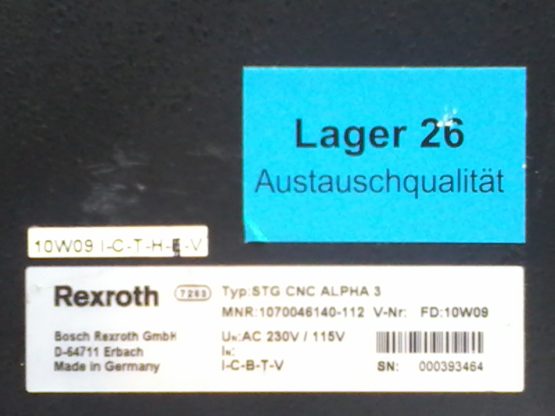 Lager 26
Austauschqualität
10W09 I-C-T-H-E-V
Rexroth 7265 Typ:STG CNC ALPHA 3
MNR:1070046140-112 V-Nr: FD:10W09
Bosch Rexroth GmbH UN:AC 230V / 115V
D-64711 Erbach IN:
Made in Germany I-C-B-T-V SN: 000393464